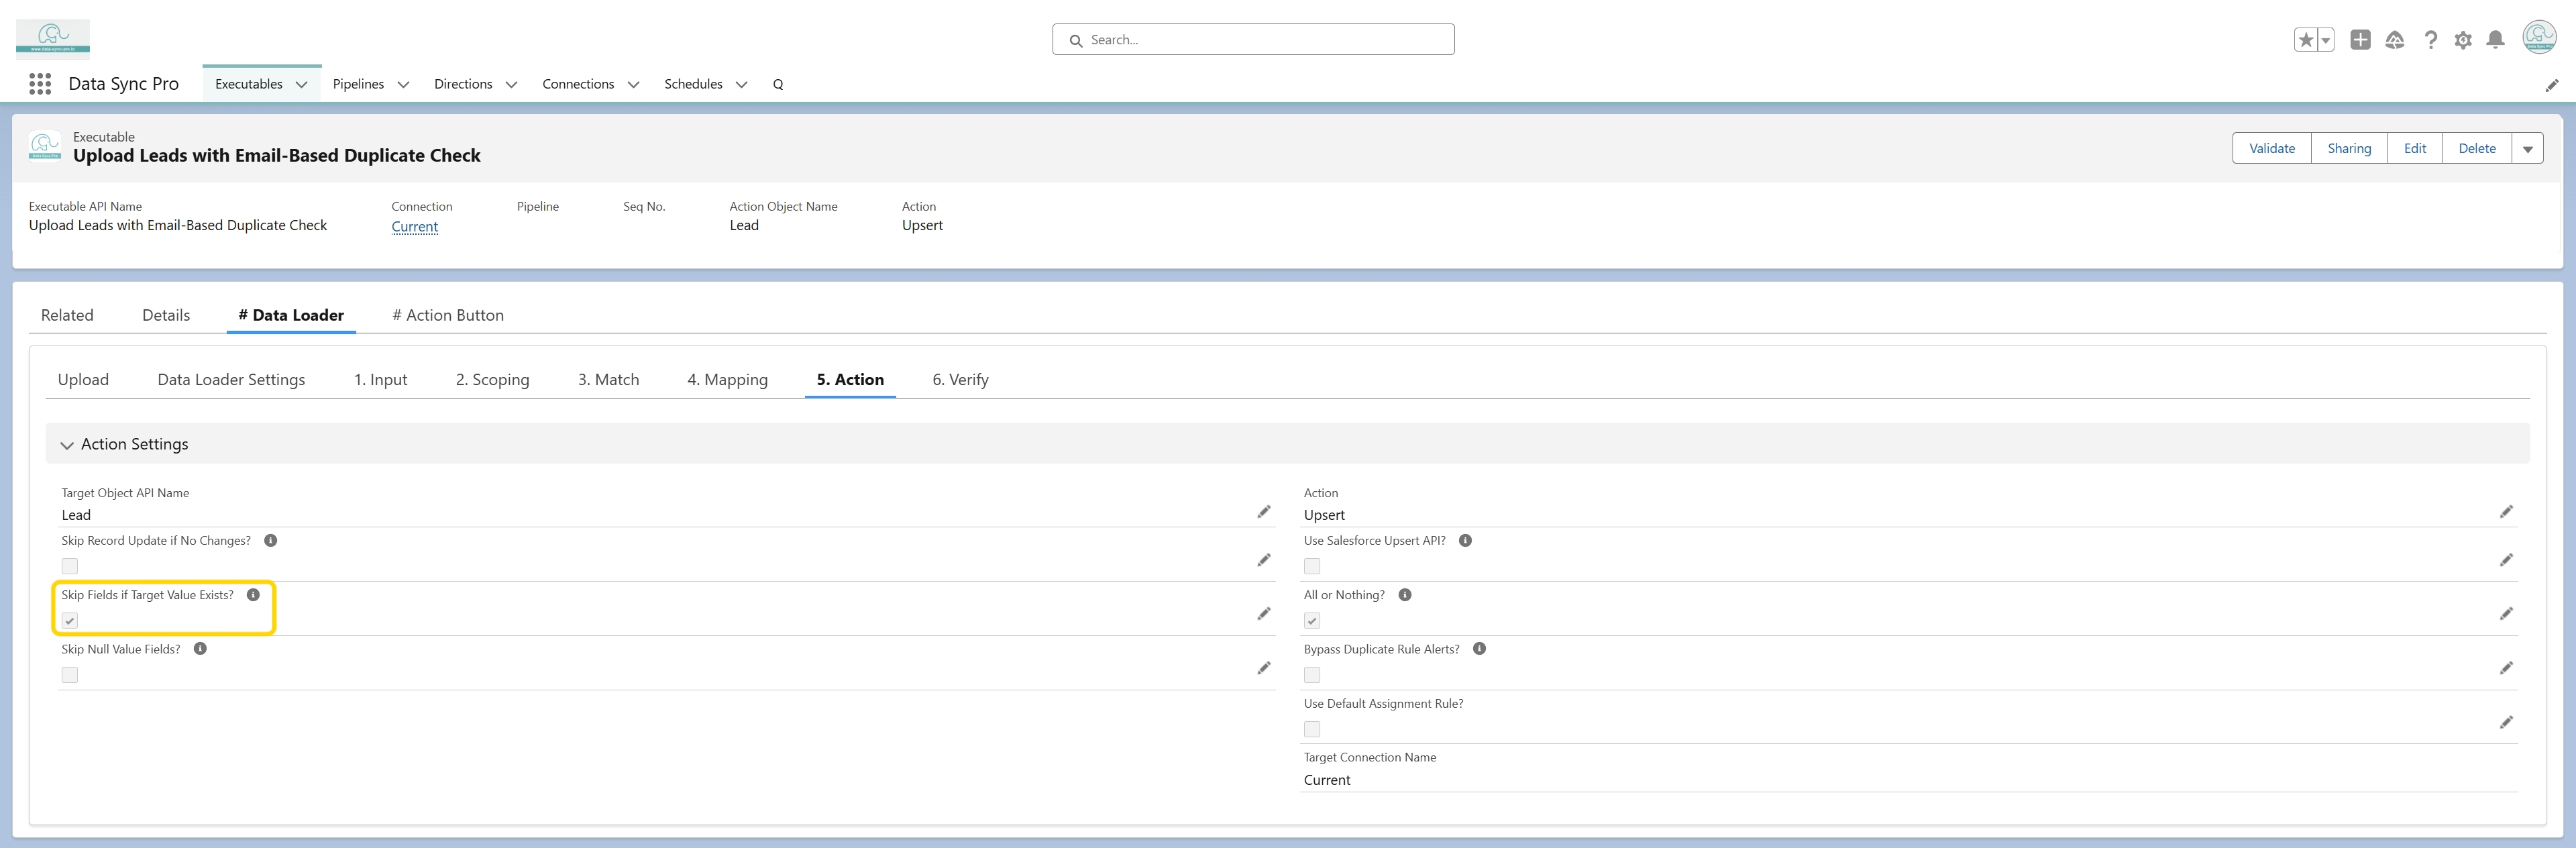 www.data-sync-pro.io
Search...
Data Sync Pro
Executables
Pipelines
Directions
Connections
Schedules
Q
Executable
Upload Leads with Email-Based Duplicate Check
Validate
Sharing
Edit
Delete
Executable API Name
Upload Leads with Email-Based Duplicate Check
Connection
Current
Pipeline
Seq No.
Action Object Name
Lead
Action
Upsert
Related
Details
# Data Loader
# Action Button
Upload
Data Loader Settings
1. Input
2. Scoping
3. Match
4. Mapping
5. Action
6. Verify
Action Settings
Target Object API Name
Lead
Action
Upsert
Skip Record Update if No Changes?
Use Salesforce Upsert API?
Skip Fields if Target Value Exists?
All or Nothing?
Skip Null Value Fields?
Bypass Duplicate Rule Alerts?
Use Default Assignment Rule?
Target Connection Name
Current